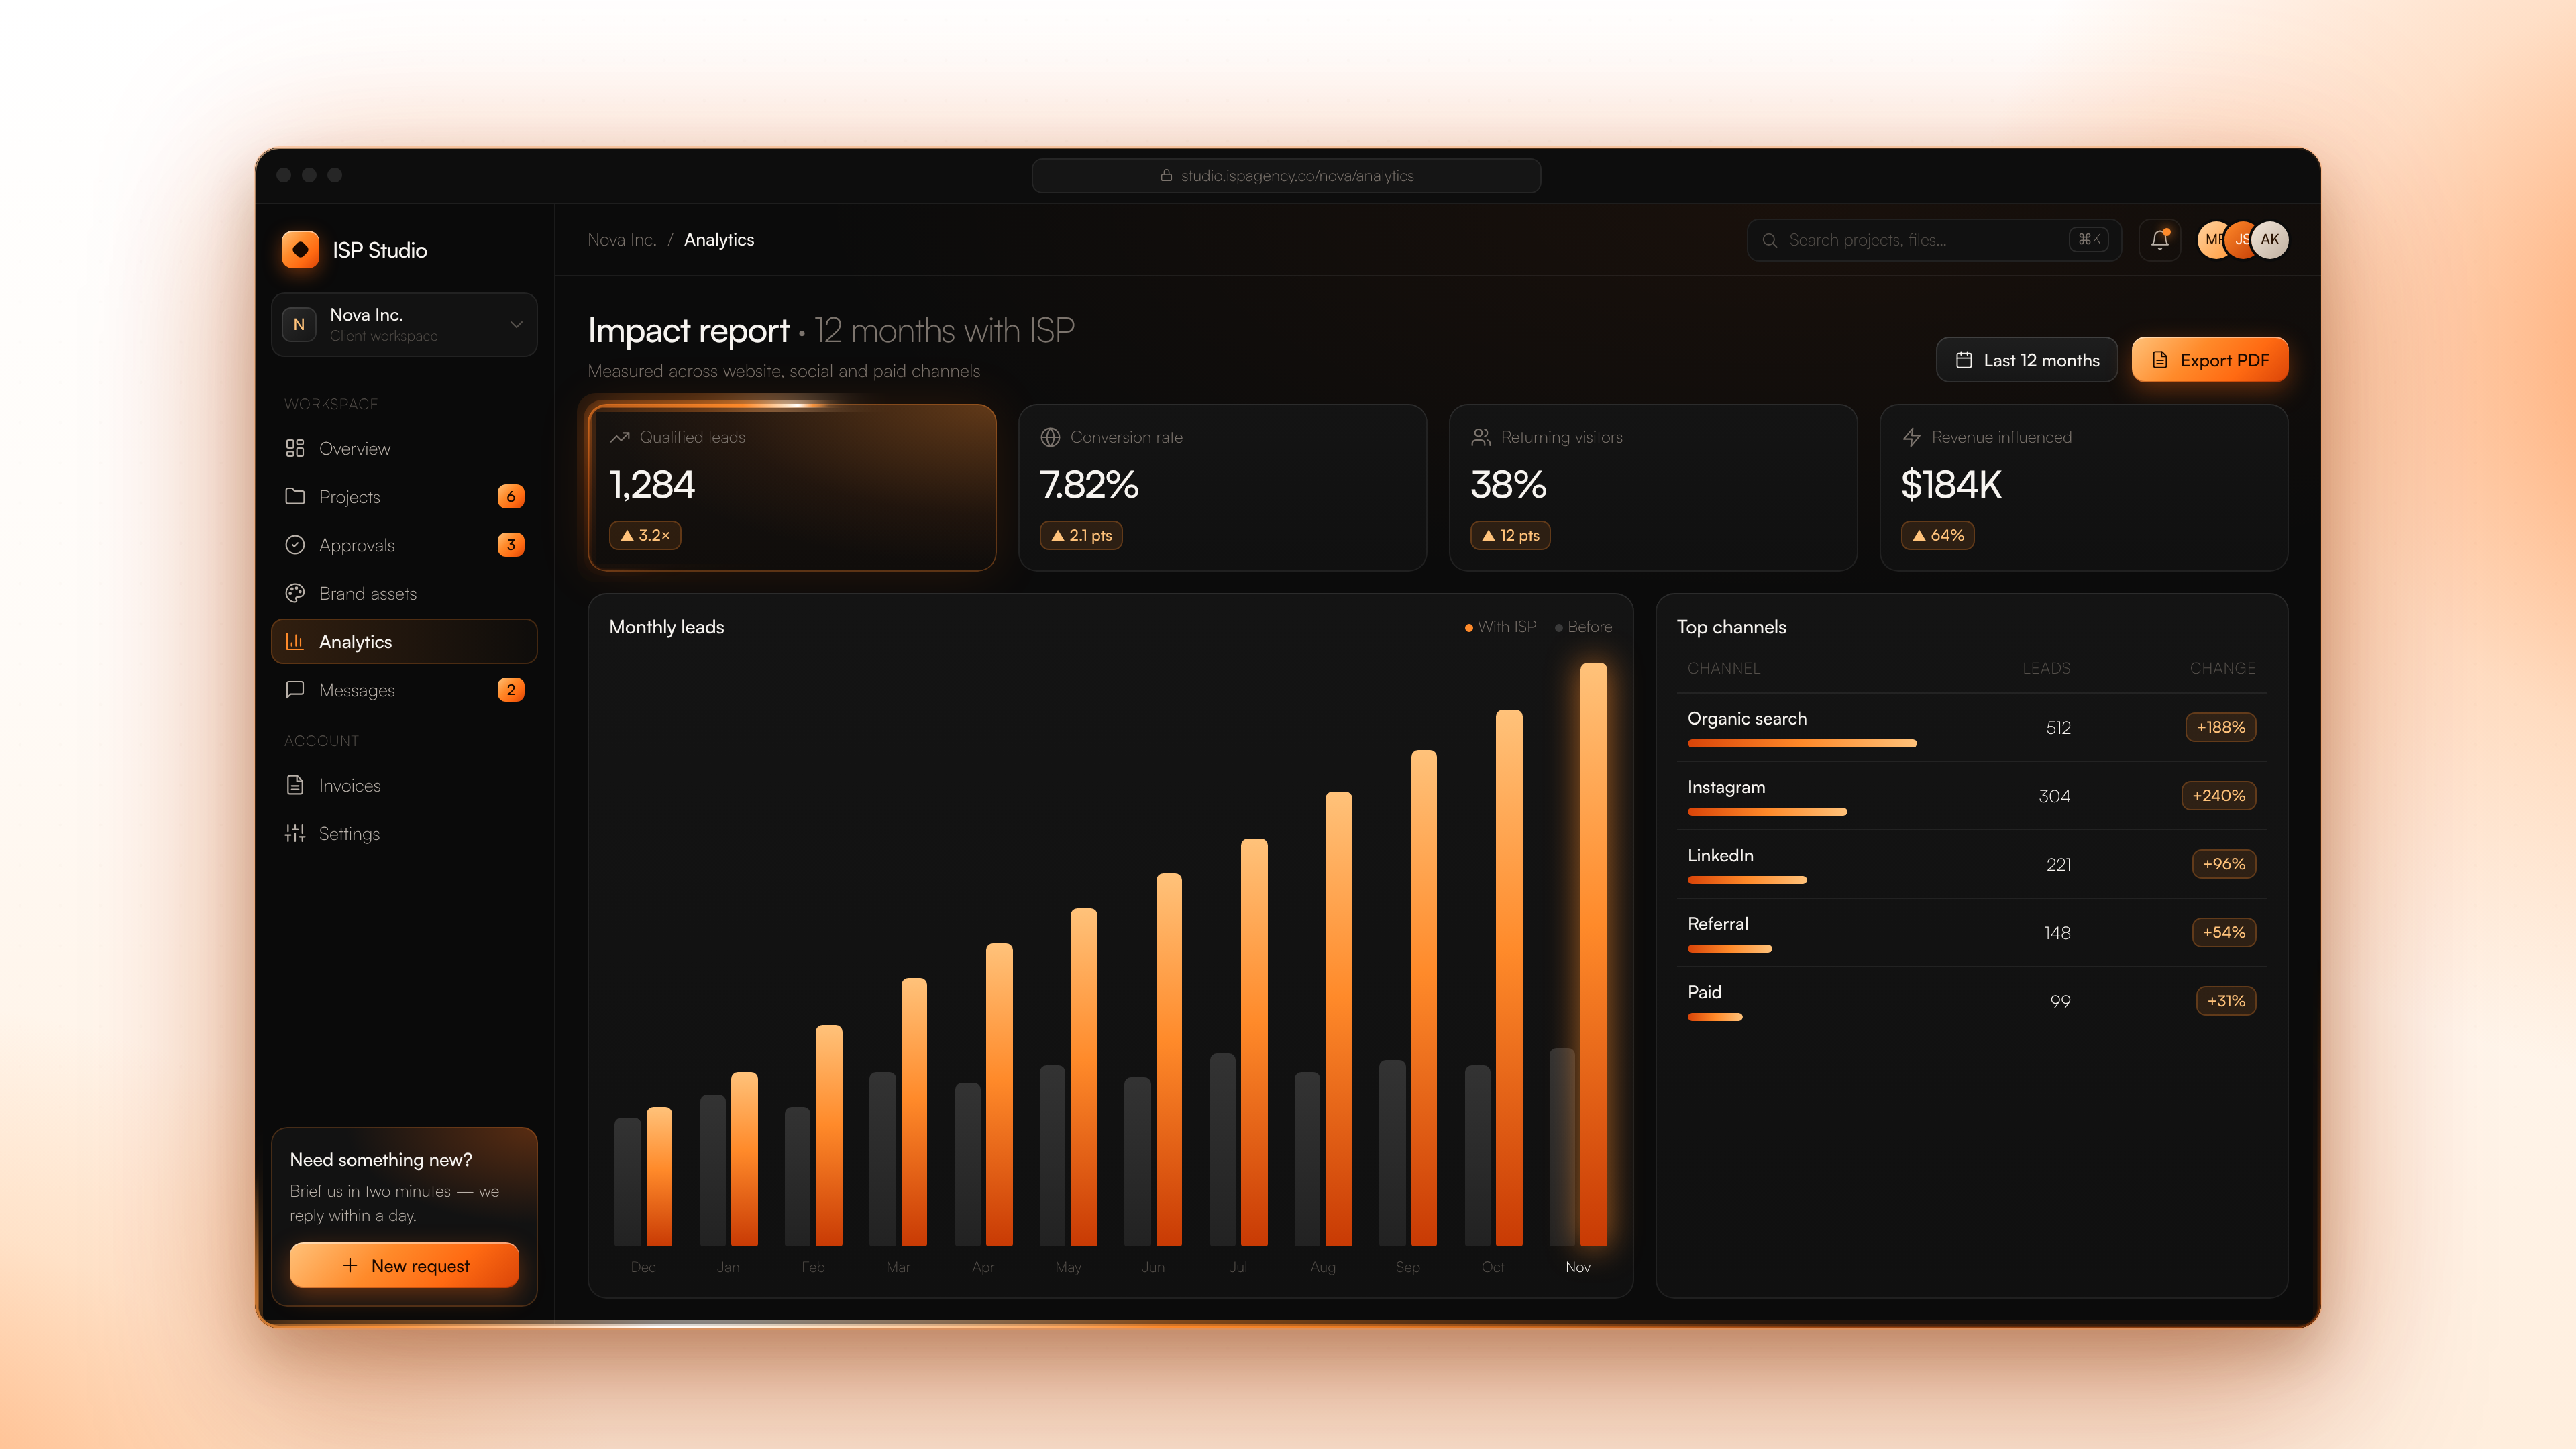 studio.ispagency.co/nova/analytics
ISP Studio
N
Nova Inc.
Client workspace
WORKSPACE
Overview
Projects 6
Approvals 3
Brand assets
Analytics
Messages 2
ACCOUNT
Invoices
Settings
Need something new?
Brief us in two minutes — we
reply within a day.
+ New request
Nova Inc. / Analytics
Search projects, files... ⌘K
JS AK
Impact report · 12 months with ISP
Measured across website, social and paid channels
Last 12 months
Export PDF
Qualified leads
1,284
▲ 3.2×
Conversion rate
7.82%
▲ 2.1 pts
Returning visitors
38%
▲ 12 pts
Revenue influenced
$184K
▲ 64%
Monthly leads
With ISP Before
Dec Jan Feb Mar Apr May Jun Jul Aug Sep Oct Nov
Top channels
CHANNEL LEADS CHANGE
Organic search 512 +188%
Instagram 304 +240%
LinkedIn 221 +96%
Referral 148 +54%
Paid 99 +31%